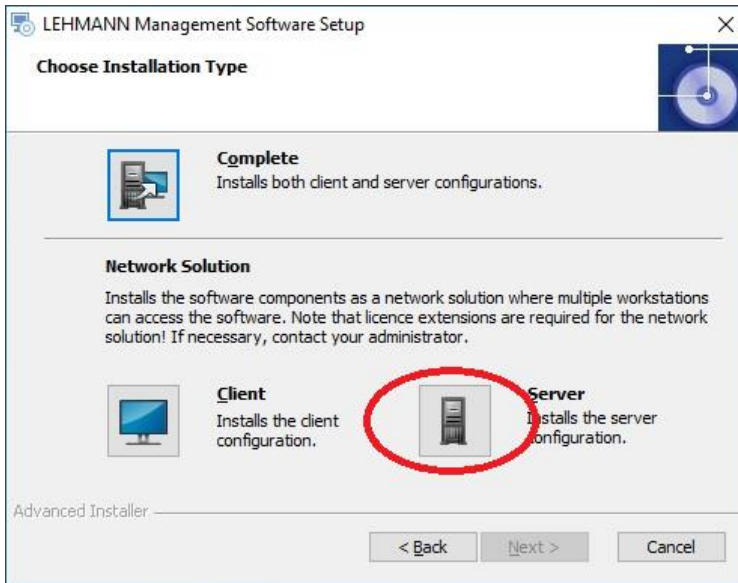 LEHMANN Management Software Setup
Choose Installation Type
Complete
Installs both client and server configurations.
Network Solution
Installs the software components as a network solution where multiple workstations
can access the software. Note that licence extensions are required for the network
solution! If necessary, contact your administrator.
Client
Installs the client
configuration.
Server
Installs the server
configuration.
Advanced Installer
< Back
Next >
Cancel